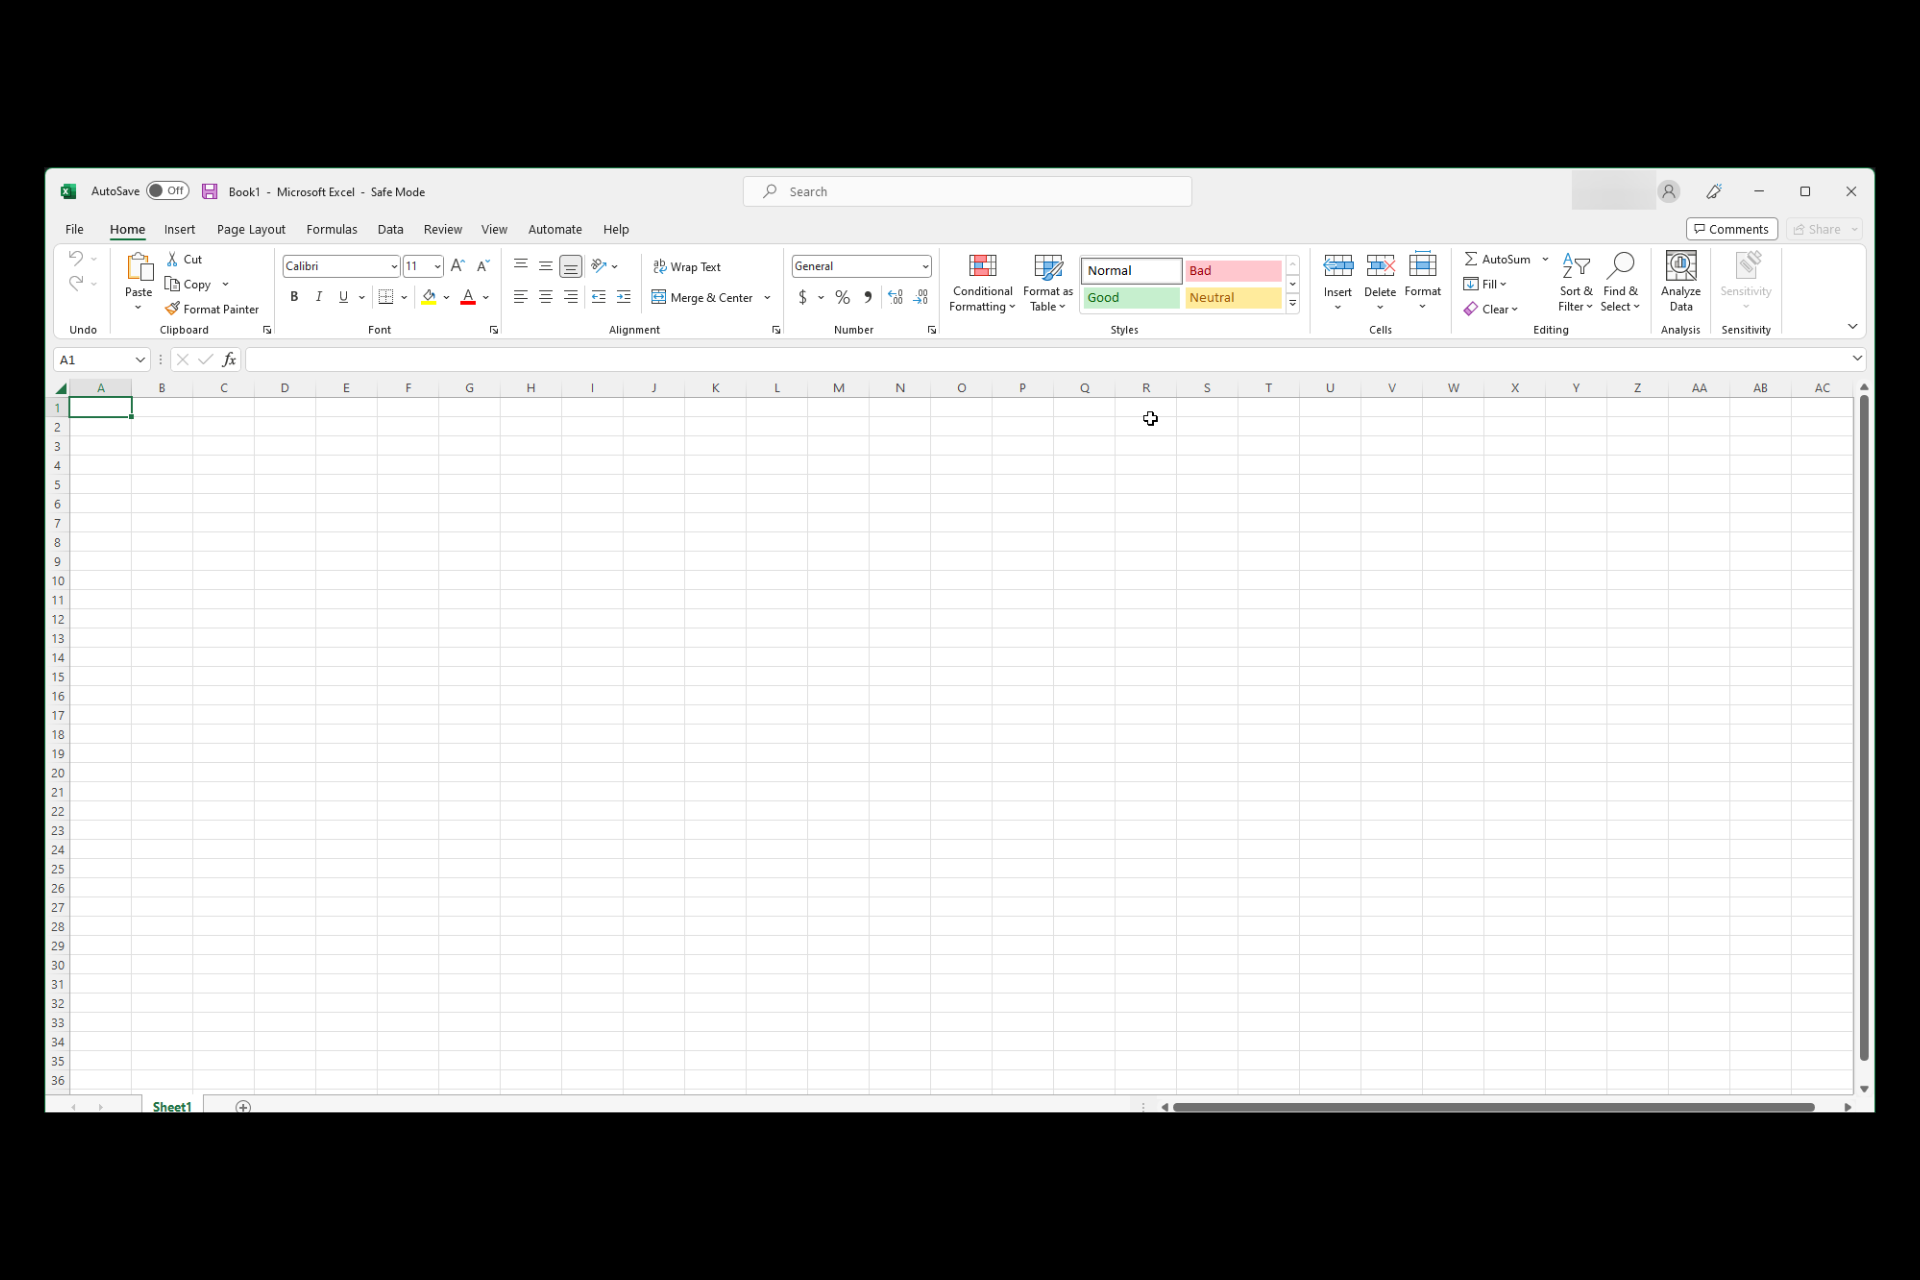 AutoSave Off Book1 - Microsoft Excel - Safe Mode Search
File Home Insert Page Layout Formulas Data Review View Automate Help Comments Share
Cut
Copy
Format Painter
Paste
Undo
Clipboard
Calibri 11
B I U A
Font
Wrap Text
Merge & Center
Alignment
General
$ % 9
Number
Conditional Formatting
Format as Table
Normal Bad
Good Neutral
Styles
Insert Delete Format
Cells
AutoSum
Fill
Clear
Sort & Filter
Find & Select
Editing
Analyze Data
Analysis
Sensitivity
Sensitivity
A1 fx
A B C D E F G H I J K L M N O P Q R S T U V W X Y Z AA AB AC
1
2
3
4
5
6
7
8
9
10
11
12
13
14
15
16
17
18
19
20
21
22
23
24
25
26
27
28
29
30
31
32
33
34
35
36
Sheet1